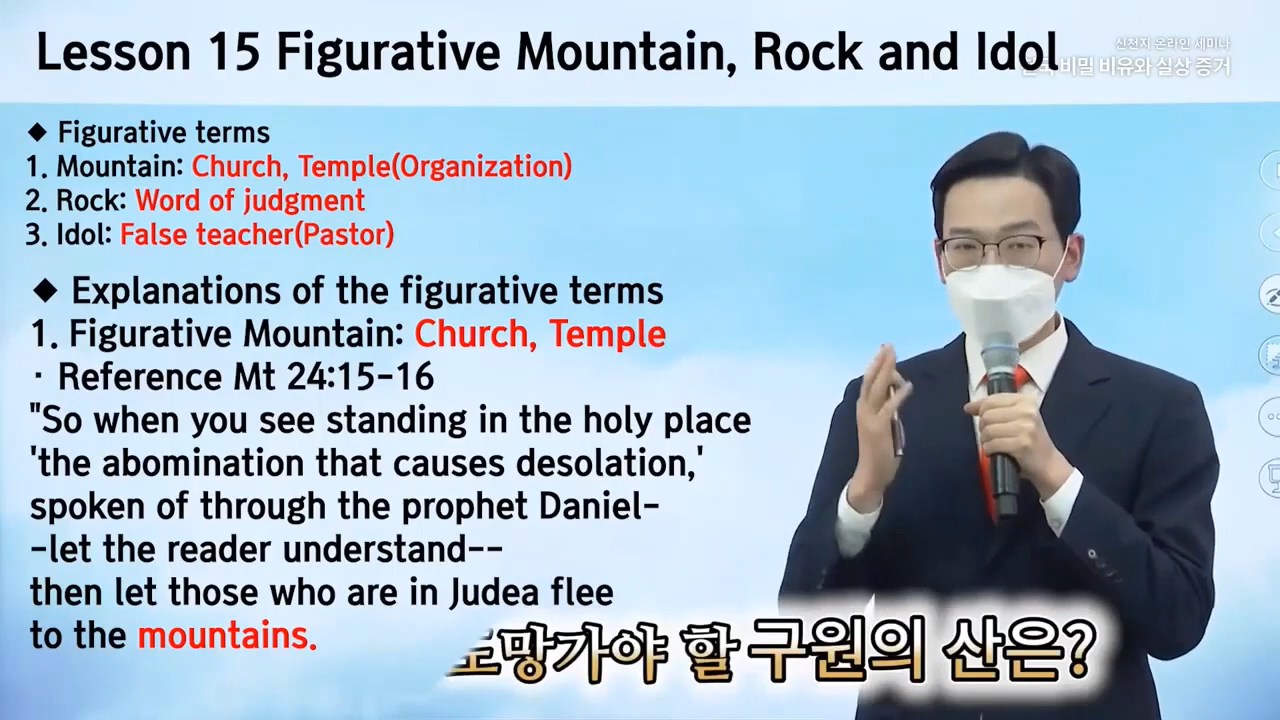 Lesson 15 Figurative Mountain, Rock and Idol
신천지 온라인 세미나
비밀 비유와 실상 증거
◆ Figurative terms
1. Mountain: Church, Temple(Organization)
2. Rock: Word of judgment
3. Idol: False teacher(Pastor)
◆ Explanations of the figurative terms
1. Figurative Mountain: Church, Temple
· Reference Mt 24:15-16
"So when you see standing in the holy place
'the abomination that causes desolation,'
spoken of through the prophet Daniel-
-let the reader understand--
then let those who are in Judea flee
to the mountains.
도망가야 할 구원의 산은?